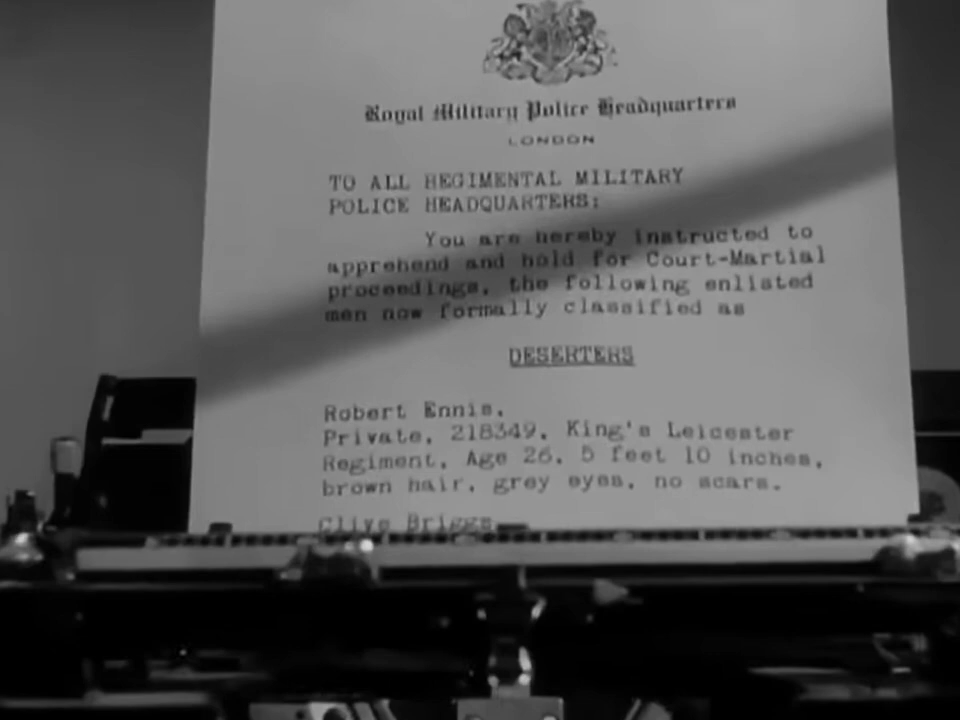 Royal Military Police Headquarters
LONDON
TO ALL REGIMENTAL MILITARY
POLICE HEADQUARTERS:
You are hereby instructed to
apprehend and hold for Court-Martial
proceedings, the following enlisted
men now formally classified as
DESERTERS
Robert Ennis,
Private, 218349, King's Leicester
Regiment, Age 26, 5 feet 10 inches,
brown hair, grey eyes, no scars.
Clive Briggs